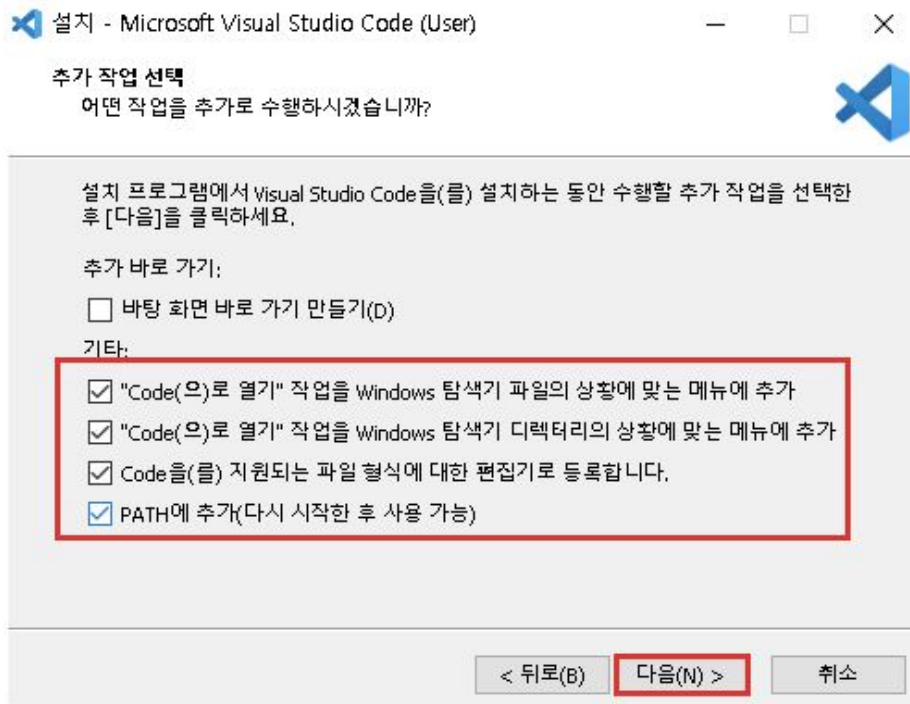 설치 - Microsoft Visual Studio Code (User)
추가 작업 선택
어떤 작업을 추가로 수행하시겠습니까?
설치 프로그램에서 Visual Studio Code을(를) 설치하는 동안 수행할 추가 작업을 선택한
후 [다음]을 클릭하세요.
추가 바로 가기:
바탕 화면 바로 가기 만들기(D)
기타:
"Code(으)로 열기" 작업을 Windows 탐색기 파일의 상황에 맞는 메뉴에 추가
"Code(으)로 열기" 작업을 Windows 탐색기 디렉터리의 상황에 맞는 메뉴에 추가
Code을(를) 지원되는 파일 형식에 대한 편집기로 등록합니다.
PATH에 추가(다시 시작한 후 사용 가능)
< 뒤로(B) 다음(N) > 취소